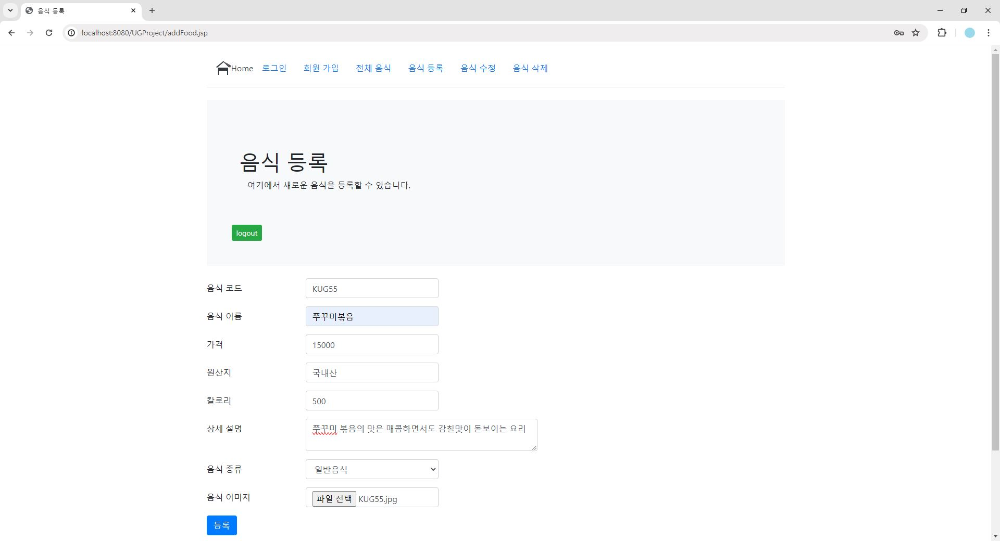 음식 등록
localhost:8080/UGProject/addFood.jsp
Home 로그인 회원 가입 전체 음식 음식 등록 음식 수정 음식 삭제
음식 등록
여기에서 새로운 음식을 등록할 수 있습니다.
logout
음식 코드 KUG55
음식 이름 쭈꾸미볶음
가격 15000
원산지 국내산
칼로리 500
상세 설명 쭈꾸미 볶음의 맛은 매콤하면서도 감칠맛이 돋보이는 요리
음식 종류 일반음식
음식 이미지 파일 선택 KUG55.jpg
등록